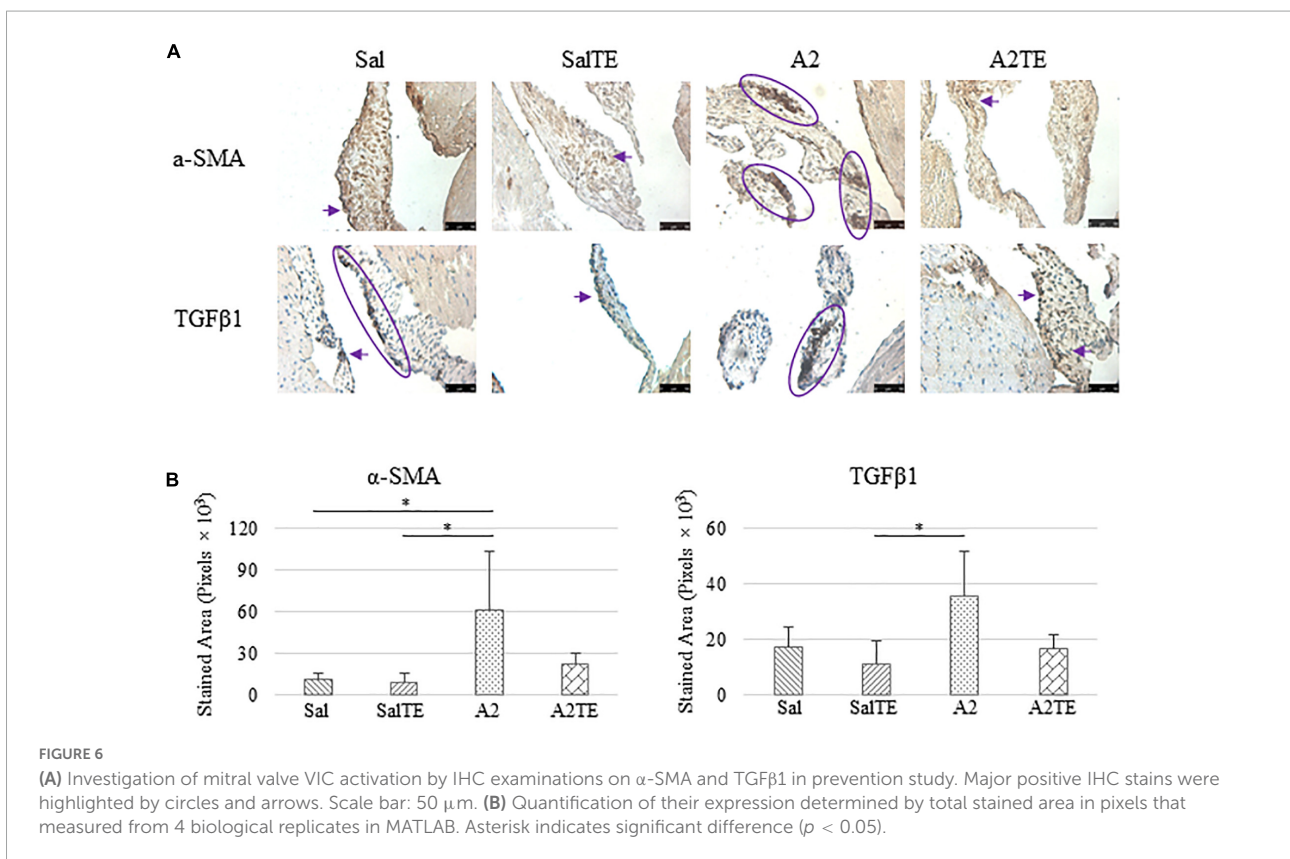 A
Sal SalTE A2 A2TE
a-SMA
TGFβ1
B
α-SMA
Stained Area (Pixels × 10³)
120
90
60
30
0
Sal SalTE A2 A2TE
* *
TGFβ1
Stained Area (Pixels × 10³)
60
40
20
0
Sal SalTE A2 A2TE
*
FIGURE 6
(A) Investigation of mitral valve VIC activation by IHC examinations on α-SMA and TGFβ1 in prevention study. Major positive IHC stains were
highlighted by circles and arrows. Scale bar: 50 μm. (B) Quantification of their expression determined by total stained area in pixels that
measured from 4 biological replicates in MATLAB. Asterisk indicates significant difference (p < 0.05).